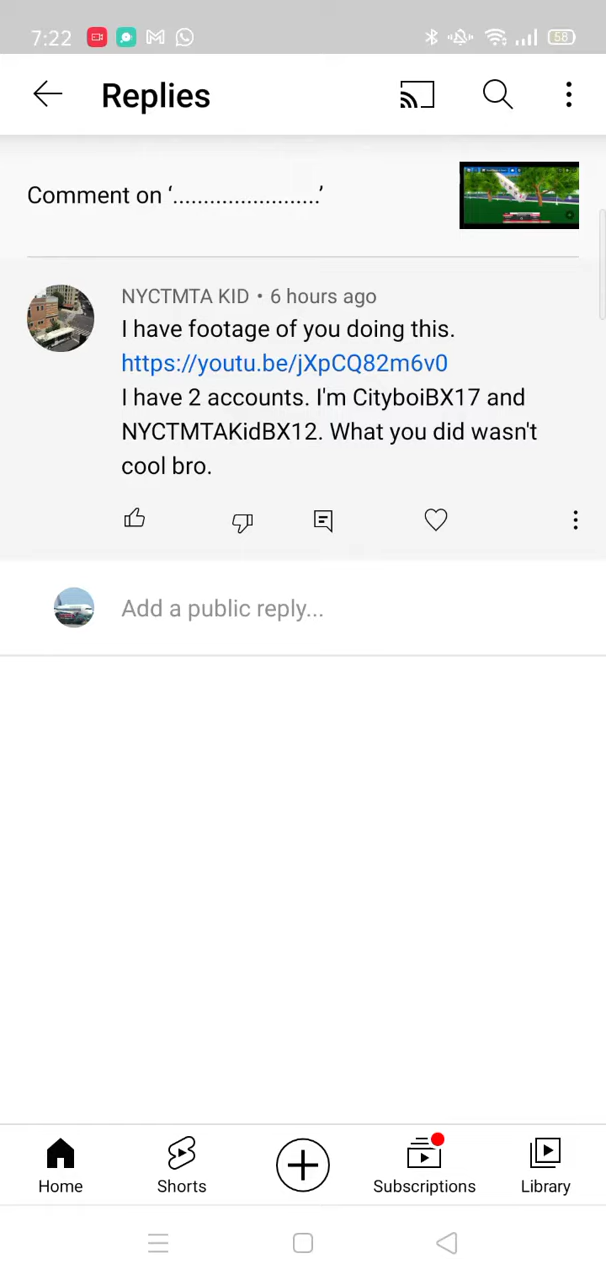 7:22
58
Replies
Comment on ‘........................’
NYCTMTA KID • 6 hours ago
I have footage of you doing this.
https://youtu.be/jXpCQ82m6v0
I have 2 accounts. I'm CityboiBX17 and
NYCTMTAKidBX12. What you did wasn't
cool bro.
Add a public reply...
Home
Shorts
Subscriptions
Library